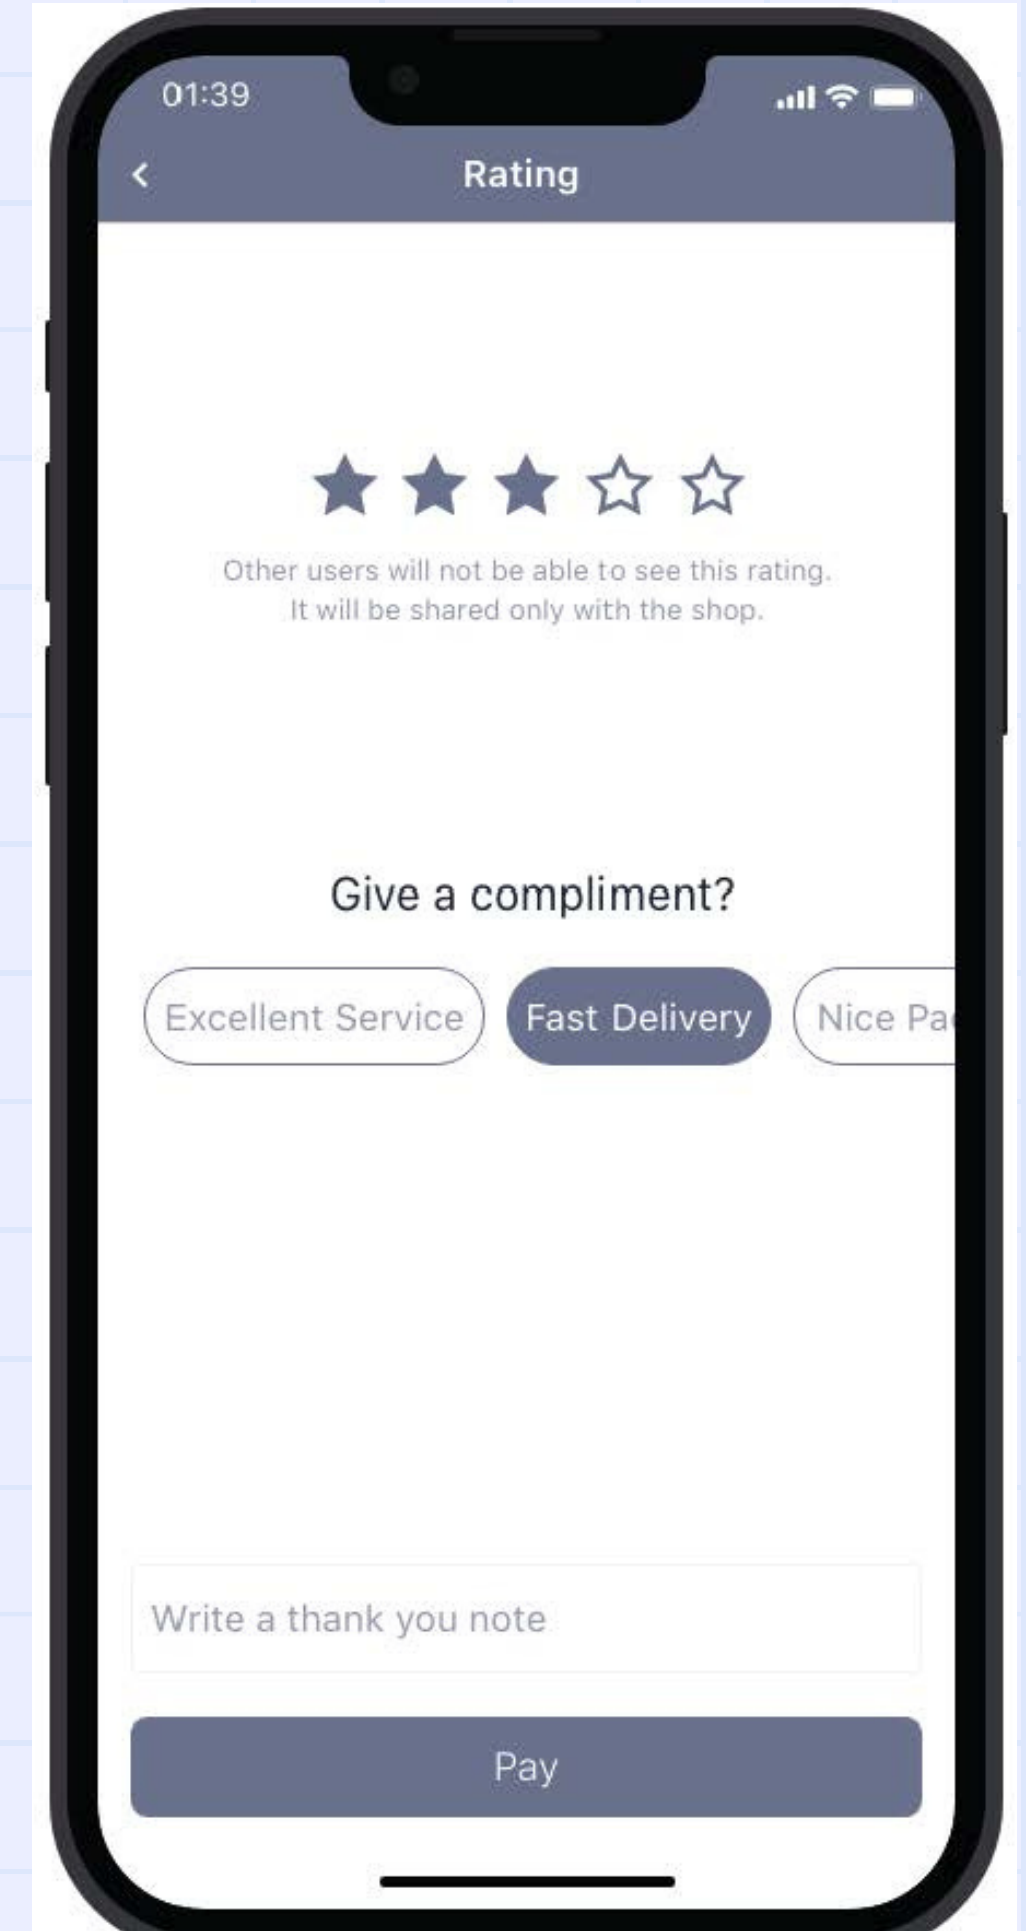 01:39
Rating
Other users will not be able to see this rating.
It will be shared only with the shop.
Give a compliment?
Excellent Service
Fast Delivery
Nice
Write a thank you note
Pay